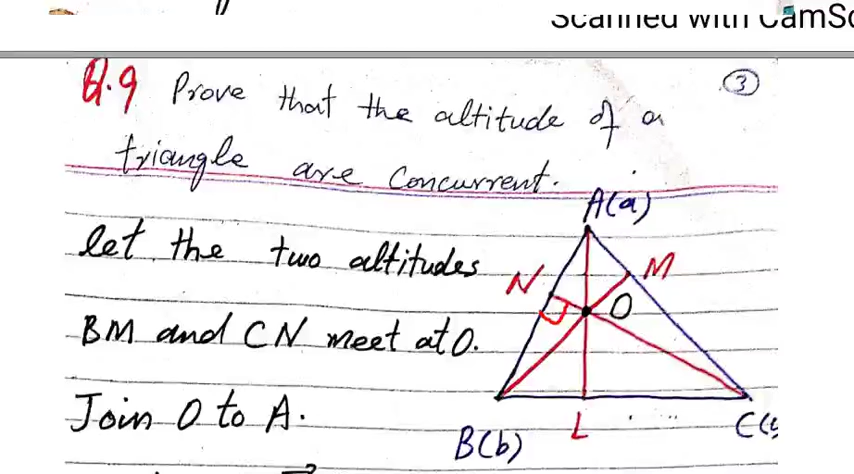 Scanned with CamSc
Q.9 Prove that the altitude of a
triangle are concurrent.
3
let the two altitudes
BM and CN meet at O.
Join O to A.
A(a)
N
M
O
B(b)
L
C(